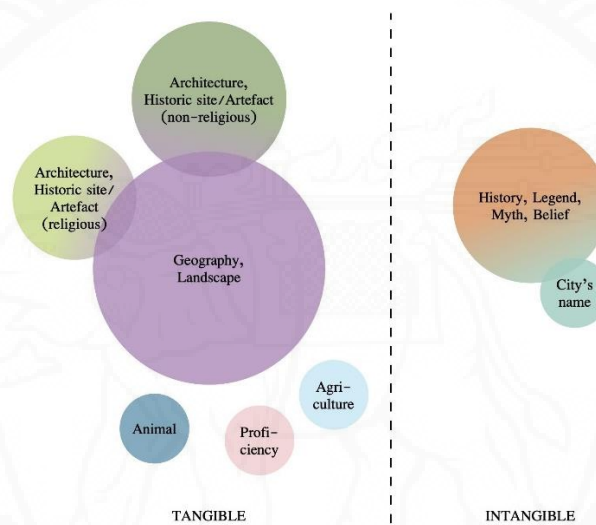 Architecture,
Historic site/Artefact
(non-religious)
Architecture,
Historic site/
Artefact
(religious)
Geography,
Landscape
Agri-
culture
Animal
Profi-
ciency
TANGIBLE
History, Legend,
Myth, Belief
City's
name
INTANGIBLE